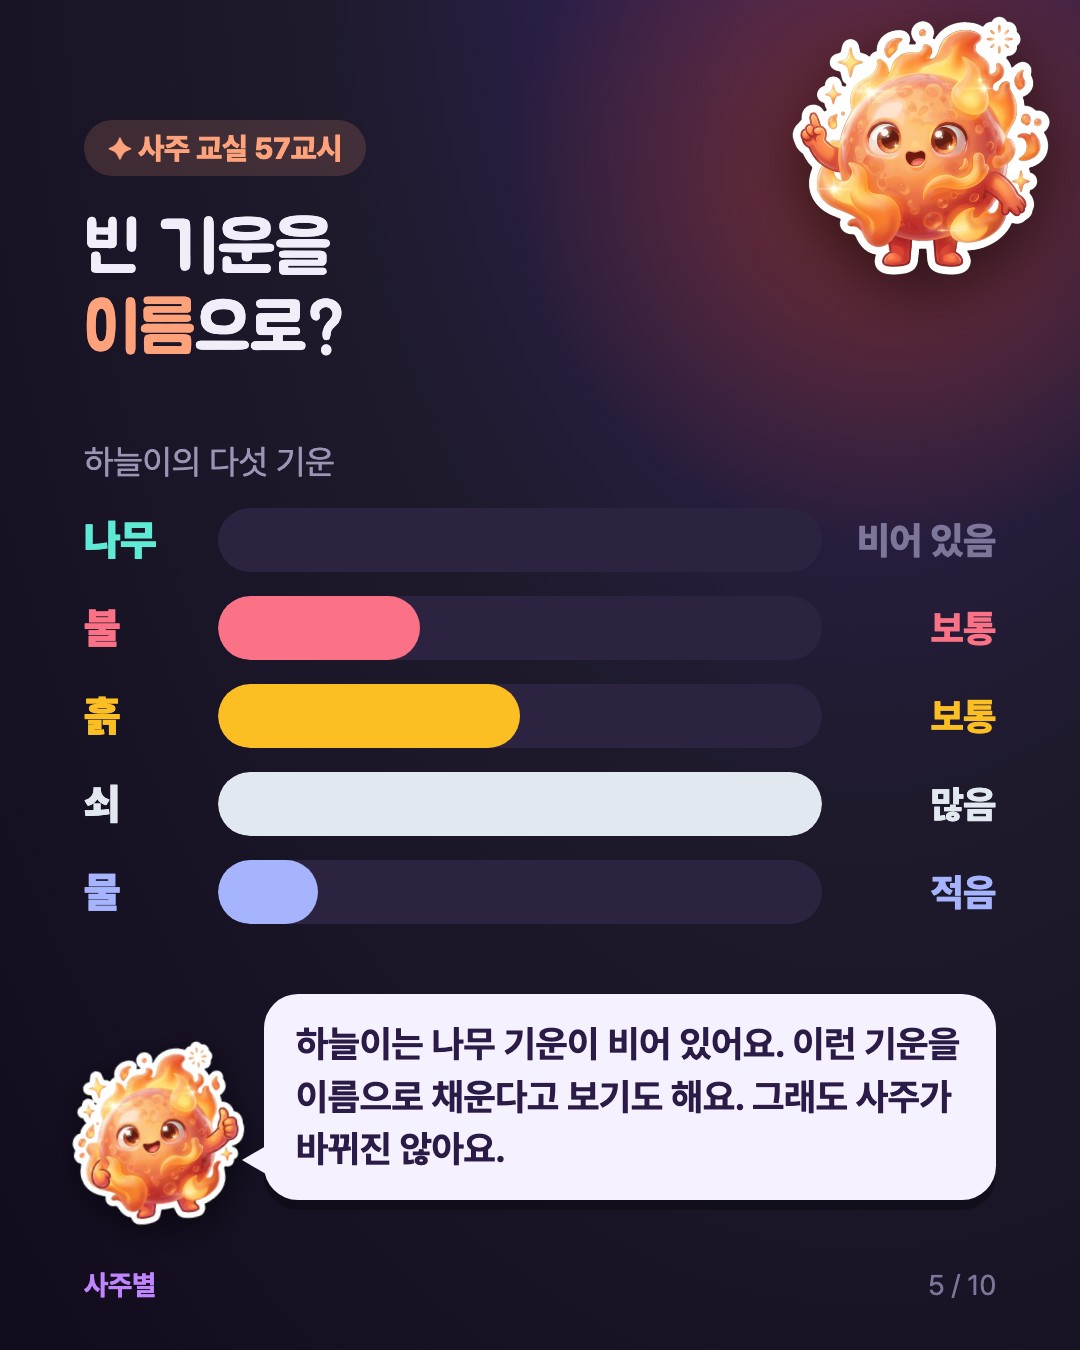 ✦ 사주 교실 57교시
빈 기운을
이름으로?
하늘이의 다섯 기운
나무 비어 있음
불 보통
흙 보통
쇠 많음
물 적음
하늘이는 나무 기운이 비어 있어요. 이런 기운을
이름으로 채운다고 보기도 해요. 그래도 사주가
바뀌진 않아요.
사주별
5 / 10